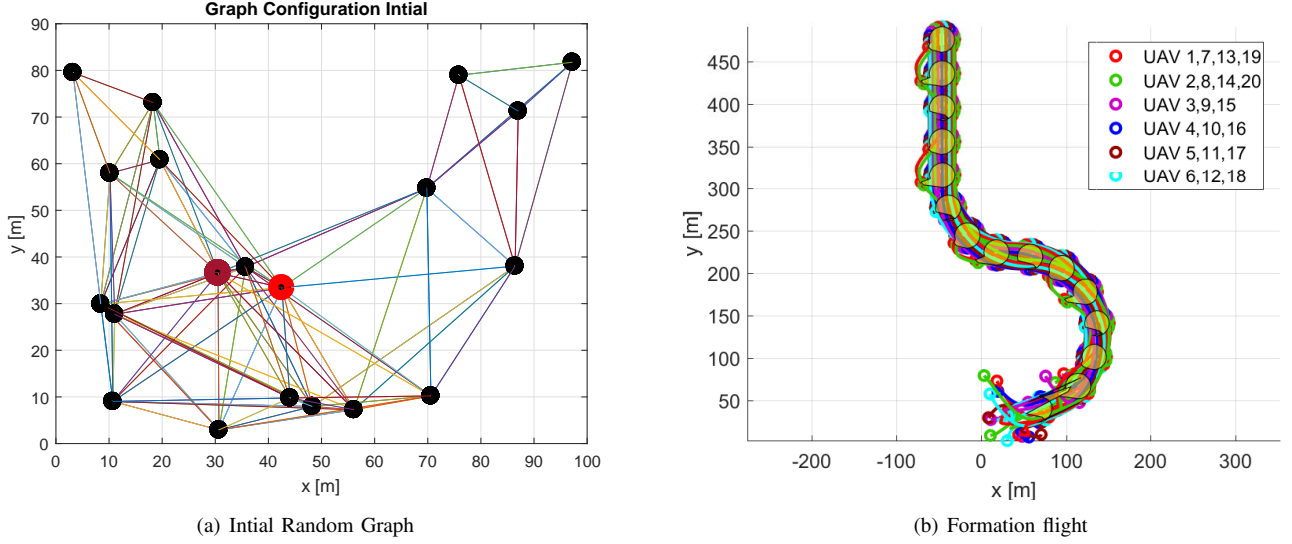 Graph Configuration Intial
90
80
70
60
50
40
30
20
10
0
y [m]
0 10 20 30 40 50 60 70 80 90 100
x [m]
(a) Intial Random Graph
450
400
350
300
250
200
150
100
50
y [m]
-200 -100 0 100 200 300
x [m]
UAV 1,7,13,19
UAV 2,8,14,20
UAV 3,9,15
UAV 4,10,16
UAV 5,11,17
UAV 6,12,18
(b) Formation flight